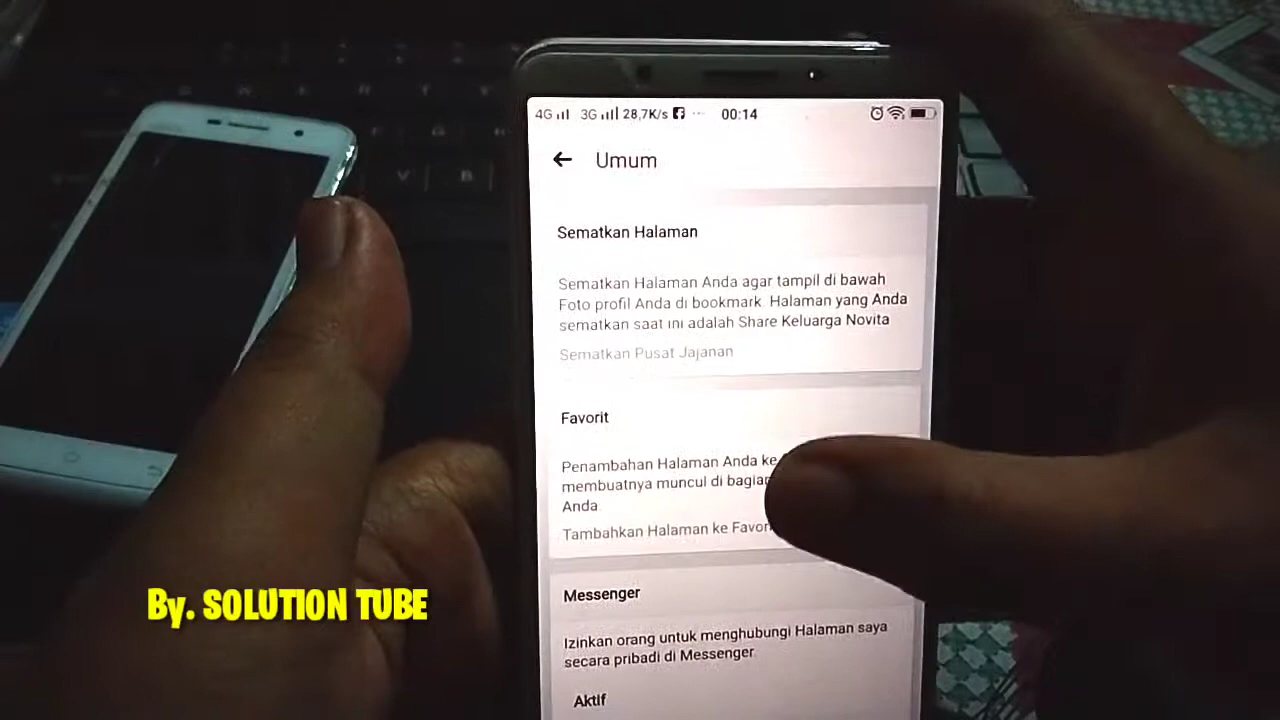 4G 3G 28,7K/s 00:14
Umum
Sematkan Halaman
Sematkan Halaman Anda agar tampil di bawah
Foto profil Anda di bookmark. Halaman yang Anda
sematkan saat ini adalah Share Keluarga Novita
Sematkan Pusat Jajanan
Favorit
Penambahan Halaman Anda ke
membuatnya muncul di bagian
Anda.
Tambahkan Halaman ke Favorit
Messenger
Izinkan orang untuk menghubungi Halaman saya
secara pribadi di Messenger
Aktif
By. SOLUTION TUBE
V B